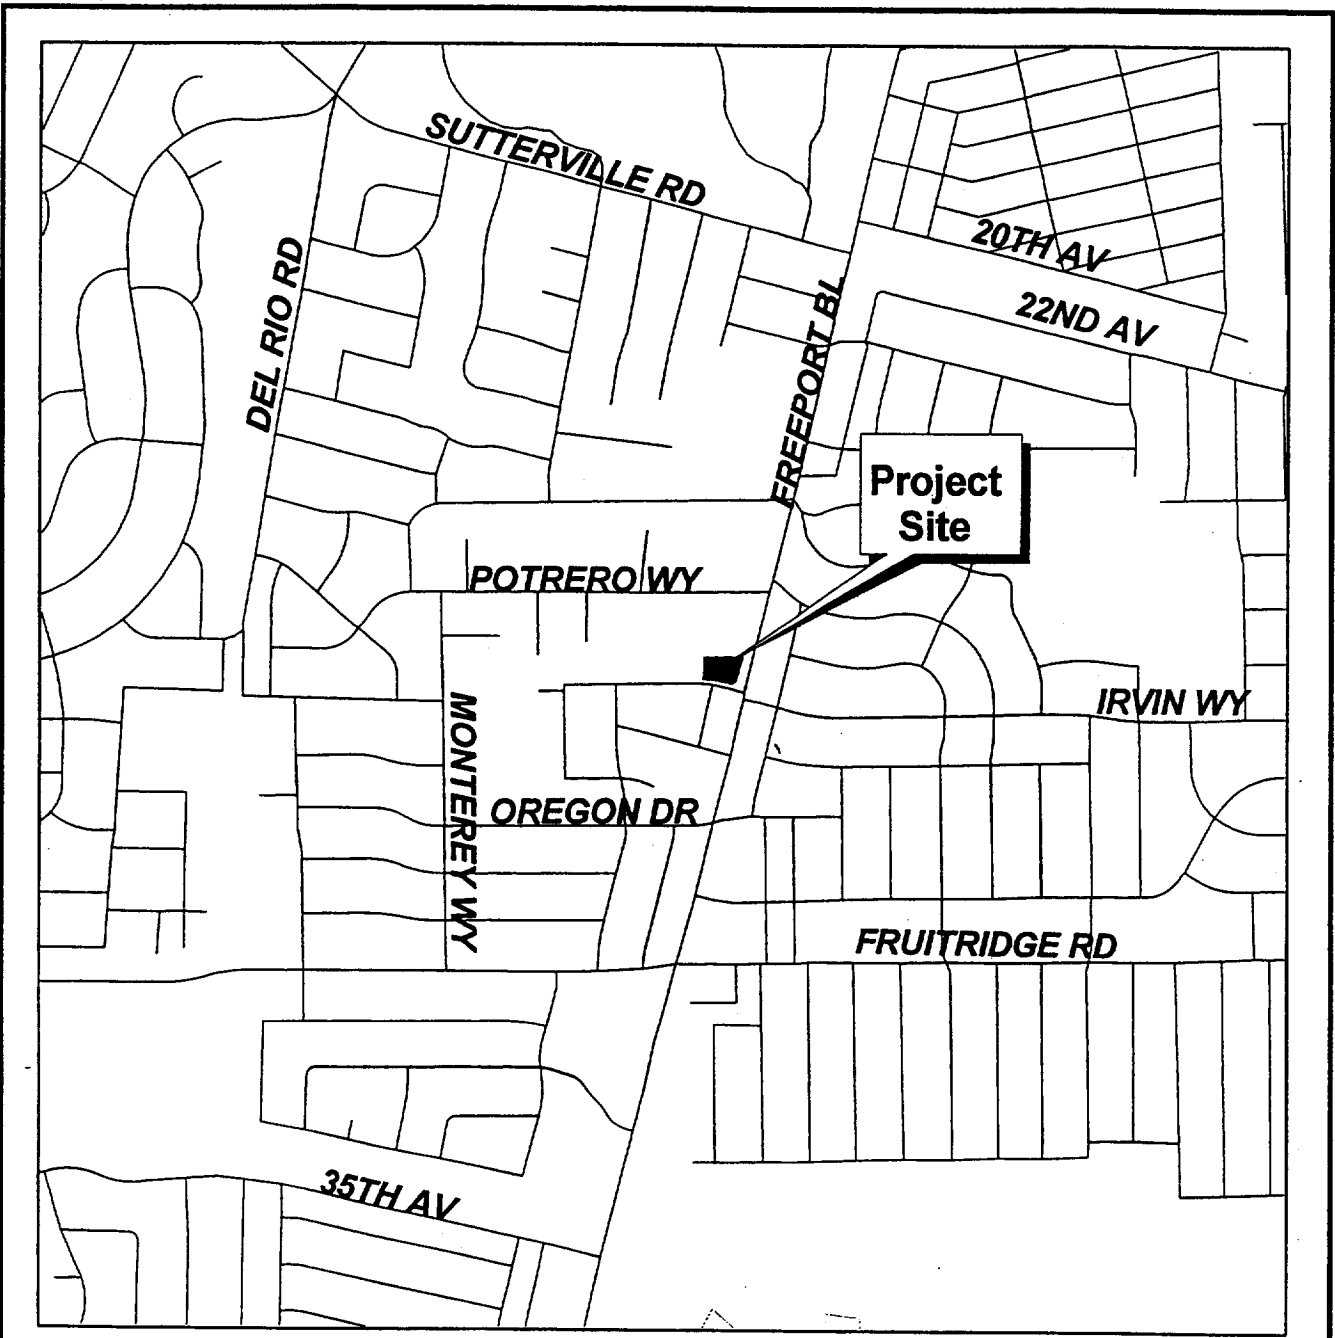 SUTTERVILLE RD
20TH AV
22ND AV
DEL RIO RD
FREEPORT BL
Project
Site
POTRERO WY
IRVIN WY
MONTEREY WY
OREGON DR
FRUITRIDGE RD
35TH AV